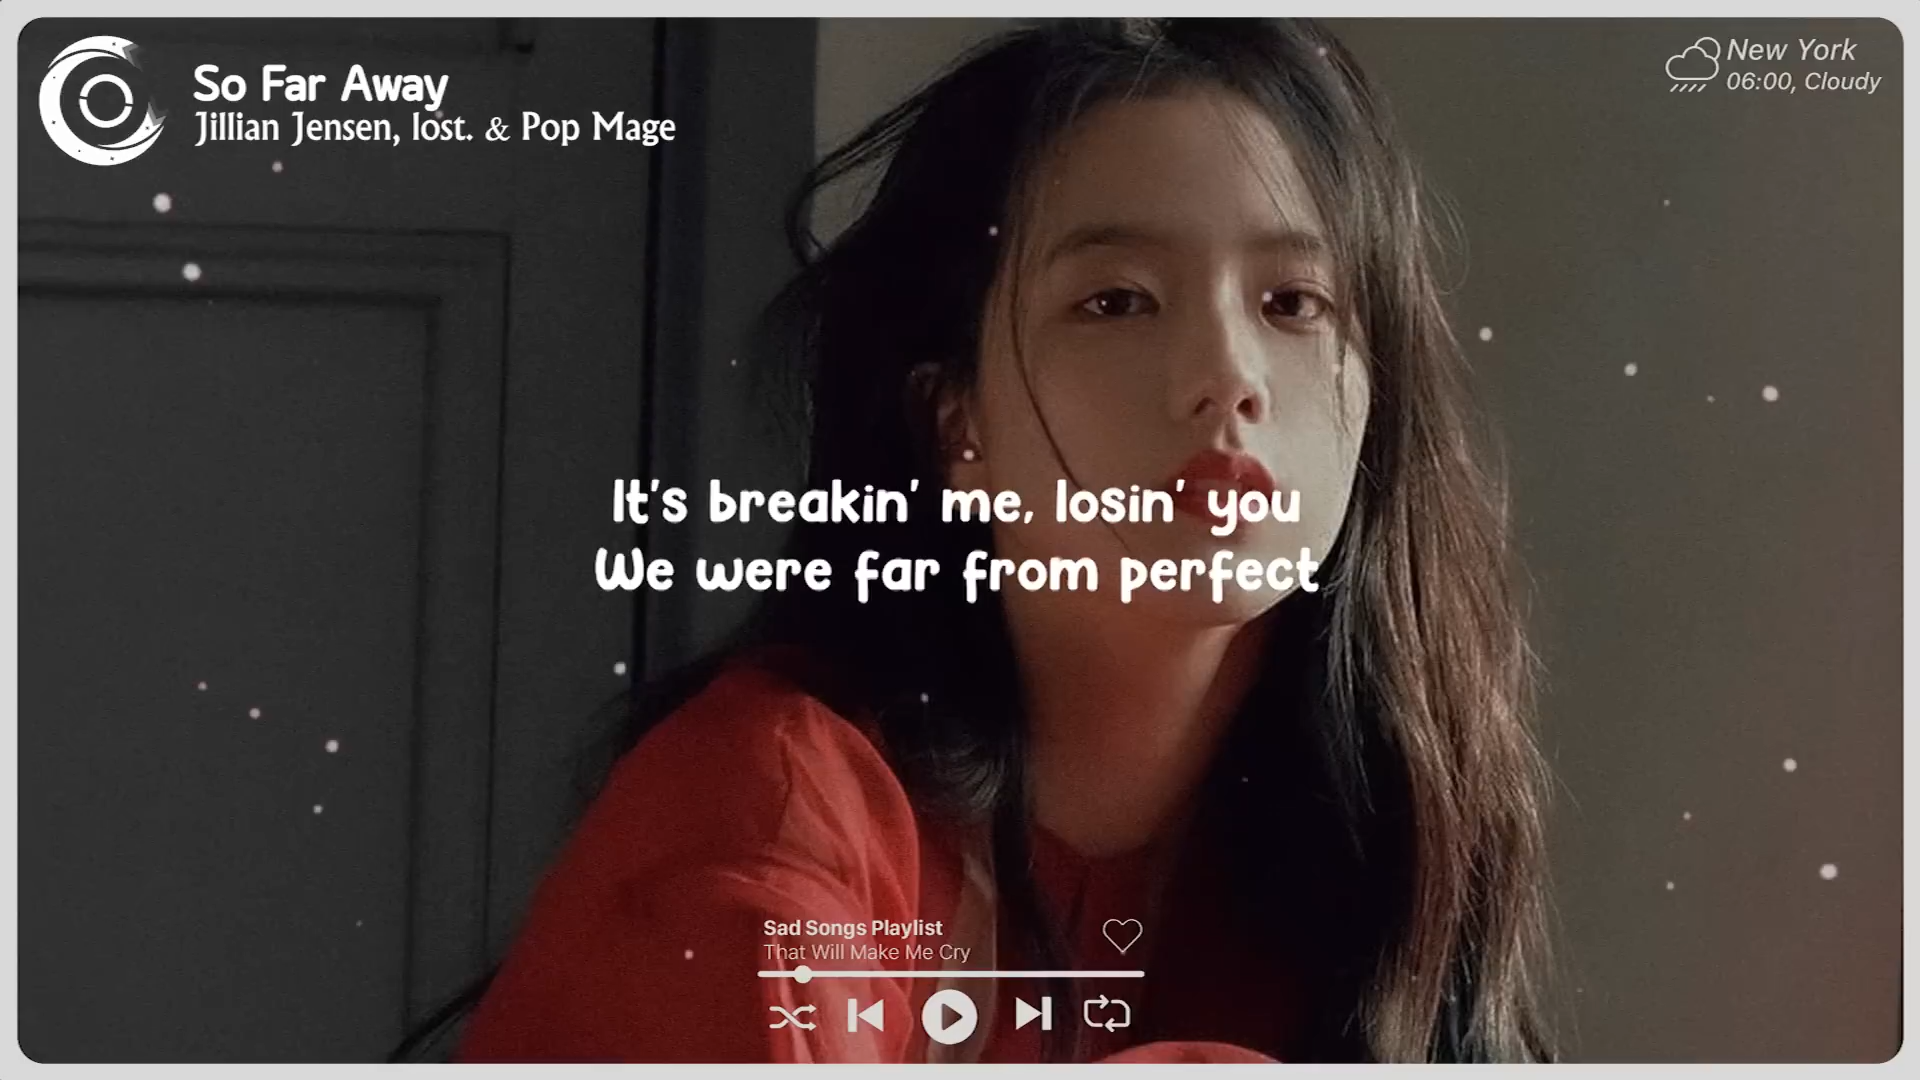 So Far Away
Jillian Jensen, lost. & Pop Mage
New York
06:00, Cloudy
It's breakin' me, losin' you
We were far from perfect
Sad Songs Playlist
That Will Make Me Cry